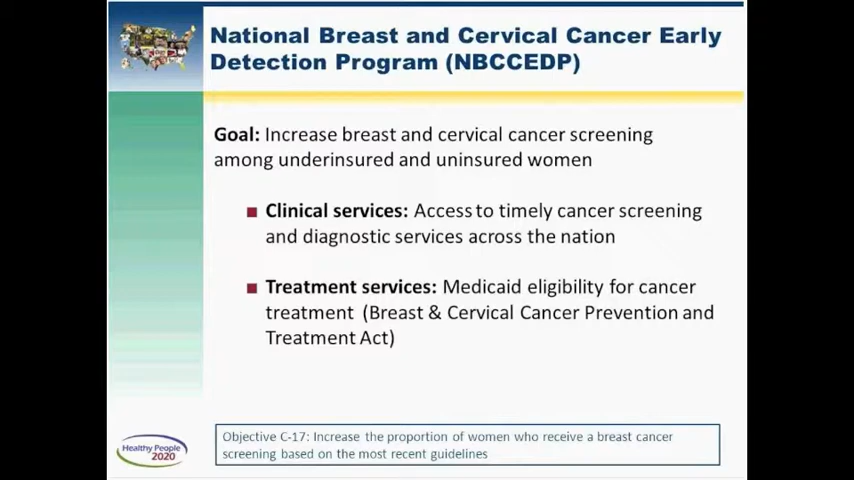 National Breast and Cervical Cancer Early
Detection Program (NBCCEDP)
Goal: Increase breast and cervical cancer screening
among underinsured and uninsured women
Clinical services: Access to timely cancer screening
and diagnostic services across the nation
Treatment services: Medicaid eligibility for cancer
treatment (Breast & Cervical Cancer Prevention and
Treatment Act)
Objective C-17: Increase the proportion of women who receive a breast cancer
screening based on the most recent guidelines
Healthy People
2020